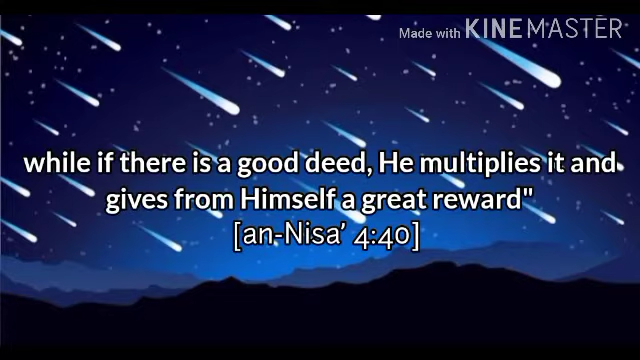 Made with KINEMASTER
while if there is a good deed, He multiplies it and
gives from Himself a great reward"
[an-Nisa’ 4:40]